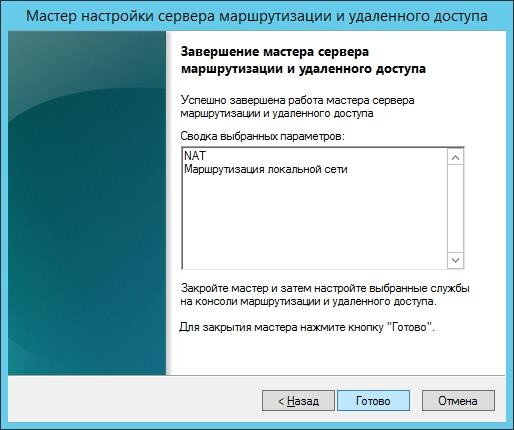 Мастер настройки сервера маршрутизации и удаленного доступа
Завершение мастера сервера
маршрутизации и удаленного доступа
Успешно завершена работа мастера сервера
маршрутизации и удаленного доступа
Сводка выбранных параметров:
NAT
Маршрутизация локальной сети
Закройте мастер и затем настройте выбранные службы
на консоли маршрутизации и удаленного доступа.
Для закрытия мастера нажмите кнопку "Готово".
< Назад
Готово
Отмена